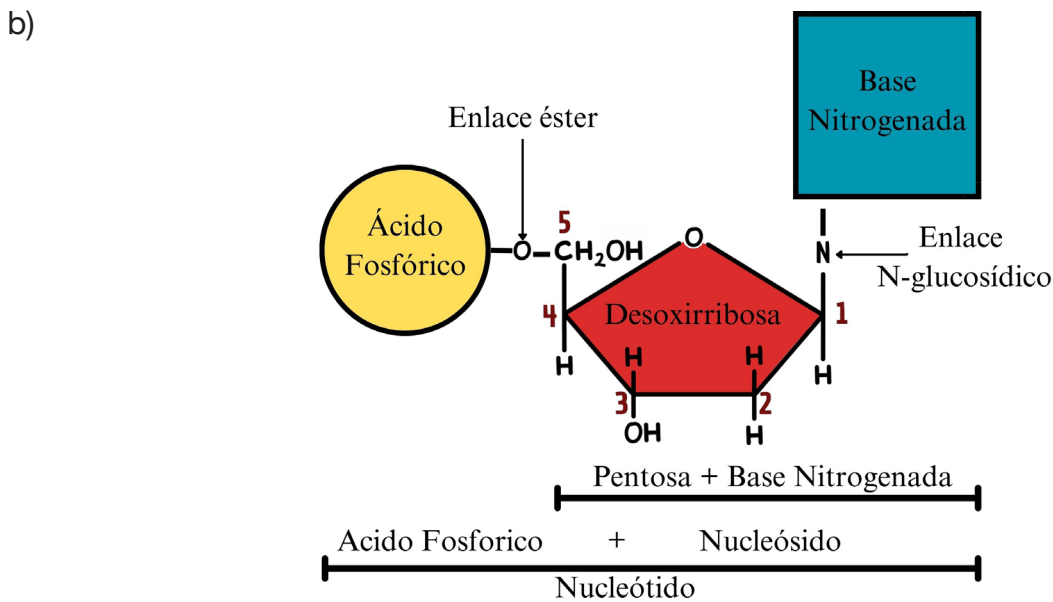 b)
Base
Nitrogenada
Enlace éster
Ácido
Fosfórico
O
5
CH2OH
O
N
Enlace
N-glucosídico
4
Desoxirribosa
1
H
H
H
H
3
2
OH
H
Pentosa + Base Nitrogenada
Acido Fosforico + Nucleósido
Nucleótido